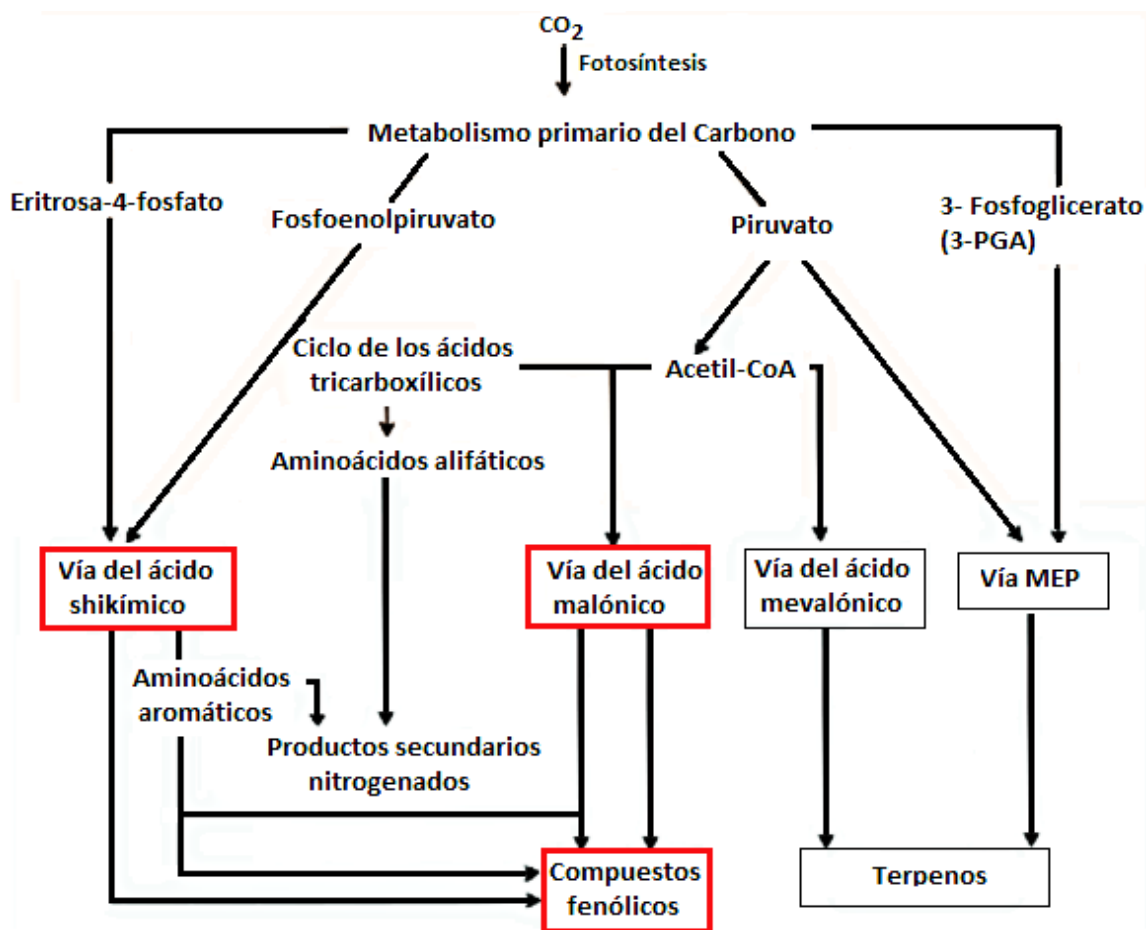 CO2
Fotosíntesis
Metabolismo primario del Carbono
Eritrosa-4-fosfato
Fosfoenolpiruvato
Piruvato
3- Fosfoglicerato
(3-PGA)
Ciclo de los ácidos
tricarboxílicos
Acetil-CoA
Aminoácidos alifáticos
Vía del ácido
shikímico
Vía del ácido
malónico
Vía del ácido
mevalónico
Vía MEP
Aminoácidos
aromáticos
Productos secundarios
nitrogenados
Compuestos
fenólicos
Terpenos